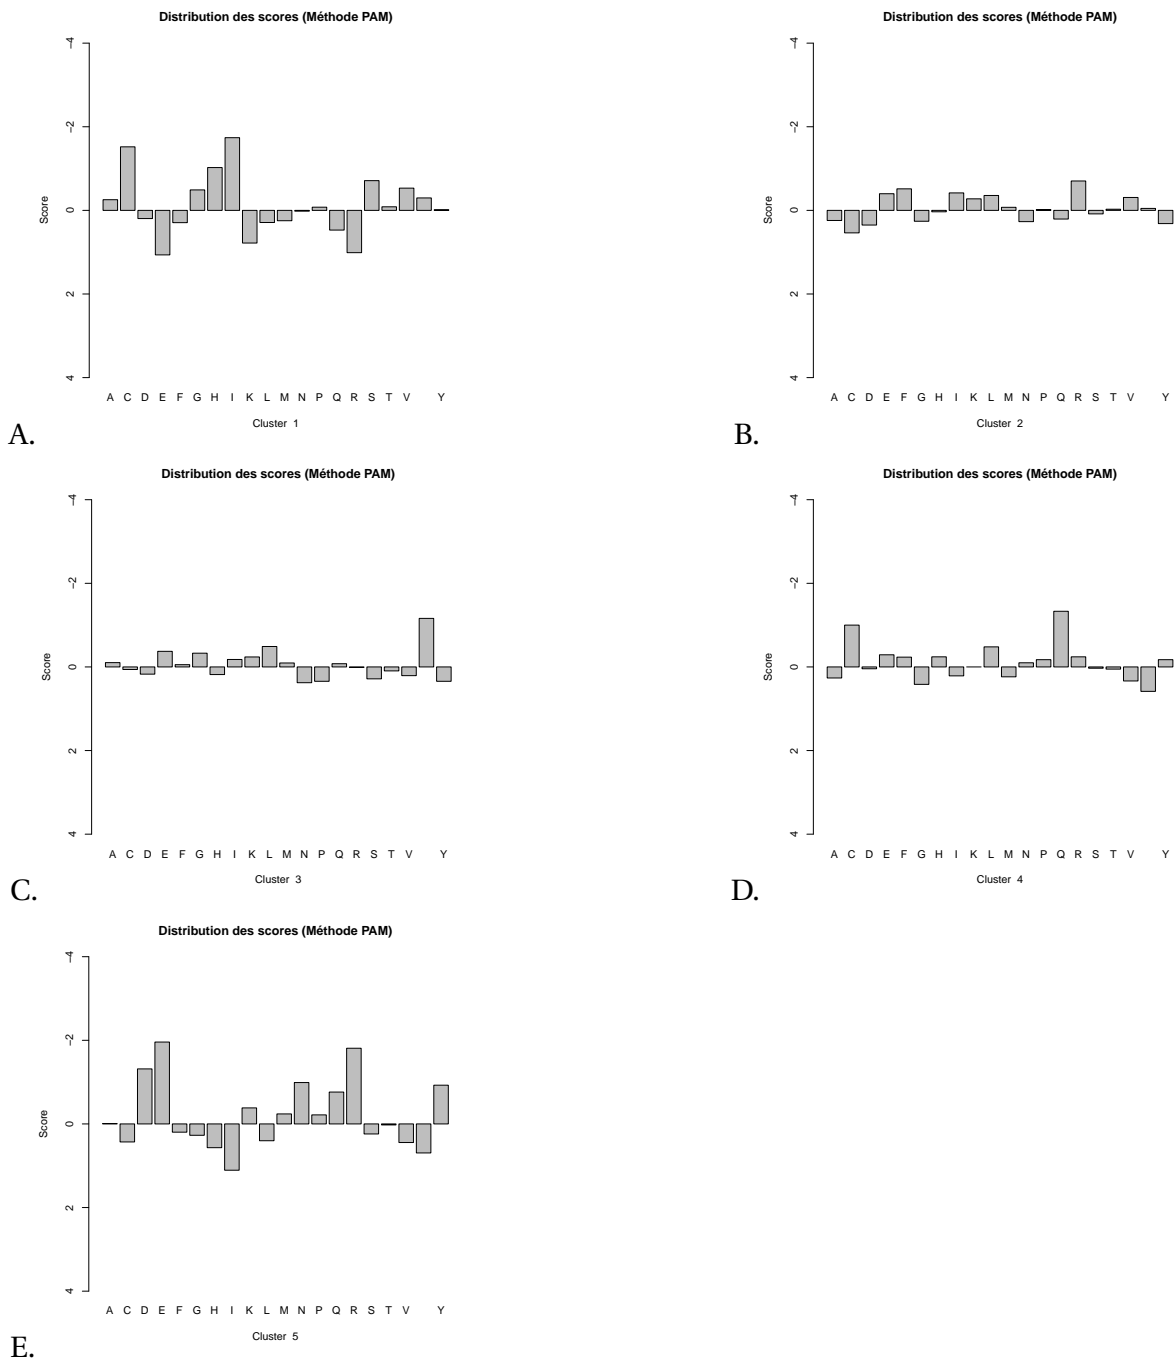 Distribution des scores (Méthode PAM)
-4
-2
0
2
4
Score
A C D E F G H I K L M N P Q R S T V Y
Cluster 1
A.
Distribution des scores (Méthode PAM)
-4
-2
0
2
4
Score
A C D E F G H I K L M N P Q R S T V Y
Cluster 2
B.
Distribution des scores (Méthode PAM)
-4
-2
0
2
4
Score
A C D E F G H I K L M N P Q R S T V Y
Cluster 3
C.
Distribution des scores (Méthode PAM)
-4
-2
0
2
4
Score
A C D E F G H I K L M N P Q R S T V Y
Cluster 4
D.
Distribution des scores (Méthode PAM)
-4
-2
0
2
4
Score
A C D E F G H I K L M N P Q R S T V Y
Cluster 5
E.